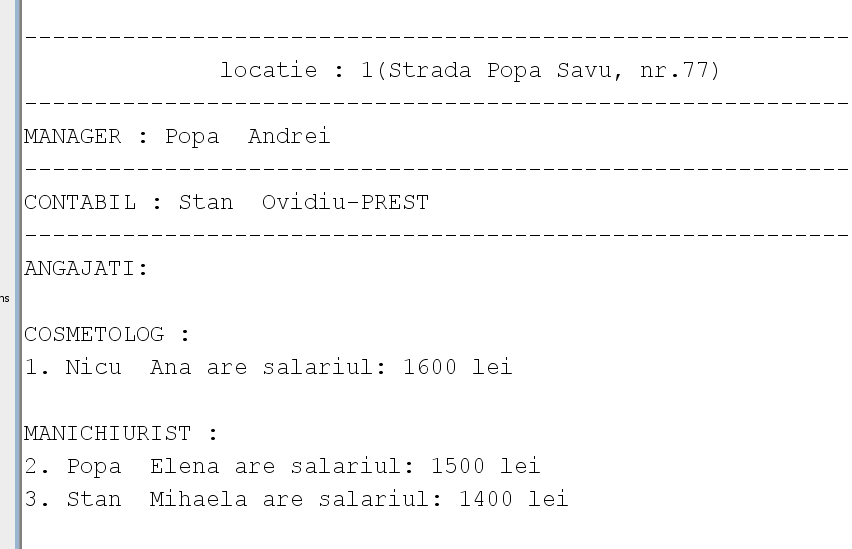 -----------------------------------------------------------
locatie : 1(Strada Popa Savu, nr.77)
-----------------------------------------------------------
MANAGER : Popa  Andrei
-----------------------------------------------------------
CONTABIL : Stan  Ovidiu-PREST
-----------------------------------------------------------
ANGAJATI:
ns
COSMETOLOG :
1. Nicu  Ana are salariul: 1600 lei
MANICHIURIST :
2. Popa  Elena are salariul: 1500 lei
3. Stan  Mihaela are salariul: 1400 lei